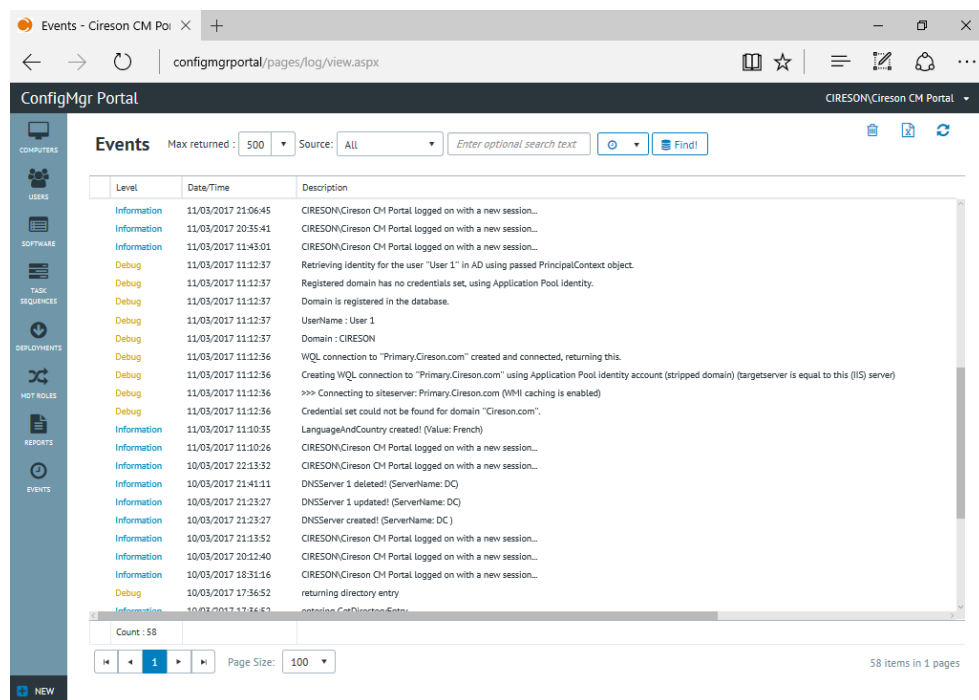 Events - Cireson CM Por
configmgrportal/pages/log/view.aspx
ConfigMgr Portal
CIRESON\Cireson CM Portal
COMPUTERS
USERS
SOFTWARE
TASK
SEQUENCES
DEPLOYMENTS
MDT ROLES
REPORTS
EVENTS
NEW
Events Max returned : 500 Source: All Enter optional search text Find!
Level Date/Time Description
Information 11/03/2017 21:06:45 CIRESON\Cireson CM Portal logged on with a new session...
Information 11/03/2017 20:35:41 CIRESON\Cireson CM Portal logged on with a new session...
Information 11/03/2017 11:43:01 CIRESON\Cireson CM Portal logged on with a new session...
Debug 11/03/2017 11:12:37 Retrieving identity for the user "User 1" in AD using passed PrincipalContext object.
Debug 11/03/2017 11:12:37 Registered domain has no credentials set, using Application Pool identity.
Debug 11/03/2017 11:12:37 Domain is registered in the database.
Debug 11/03/2017 11:12:37 UserName : User 1
Debug 11/03/2017 11:12:37 Domain : CIRESON
Debug 11/03/2017 11:12:36 WQL connection to "Primary.Cireson.com" created and connected, returning this.
Debug 11/03/2017 11:12:36 Creating WQL connection to "Primary.Cireson.com" using Application Pool identity account (stripped domain) (targetserver is equal to this (IIS) server)
Debug 11/03/2017 11:12:36 >>> Connecting to siteserver: Primary.Cireson.com (WMI caching is enabled)
Debug 11/03/2017 11:12:36 Credential set could not be found for domain "Cireson.com".
Information 11/03/2017 11:10:35 LanguageAndCountry created! (Value: French)
Information 11/03/2017 11:10:26 CIRESON\Cireson CM Portal logged on with a new session...
Information 10/03/2017 22:13:32 CIRESON\Cireson CM Portal logged on with a new session...
Information 10/03/2017 21:41:11 DNSServer 1 deleted! (ServerName: DC)
Information 10/03/2017 21:23:27 DNSServer 1 updated! (ServerName: DC)
Information 10/03/2017 21:23:27 DNSServer created! (ServerName: DC )
Information 10/03/2017 21:13:52 CIRESON\Cireson CM Portal logged on with a new session...
Information 10/03/2017 20:12:40 CIRESON\Cireson CM Portal logged on with a new session...
Information 10/03/2017 18:31:16 CIRESON\Cireson CM Portal logged on with a new session...
Debug 10/03/2017 17:36:52 returning directory entry
Information 10/03/2017 17:36:52 entering GetDirectoryEntry
Count : 58
1 Page Size: 100 58 items in 1 pages